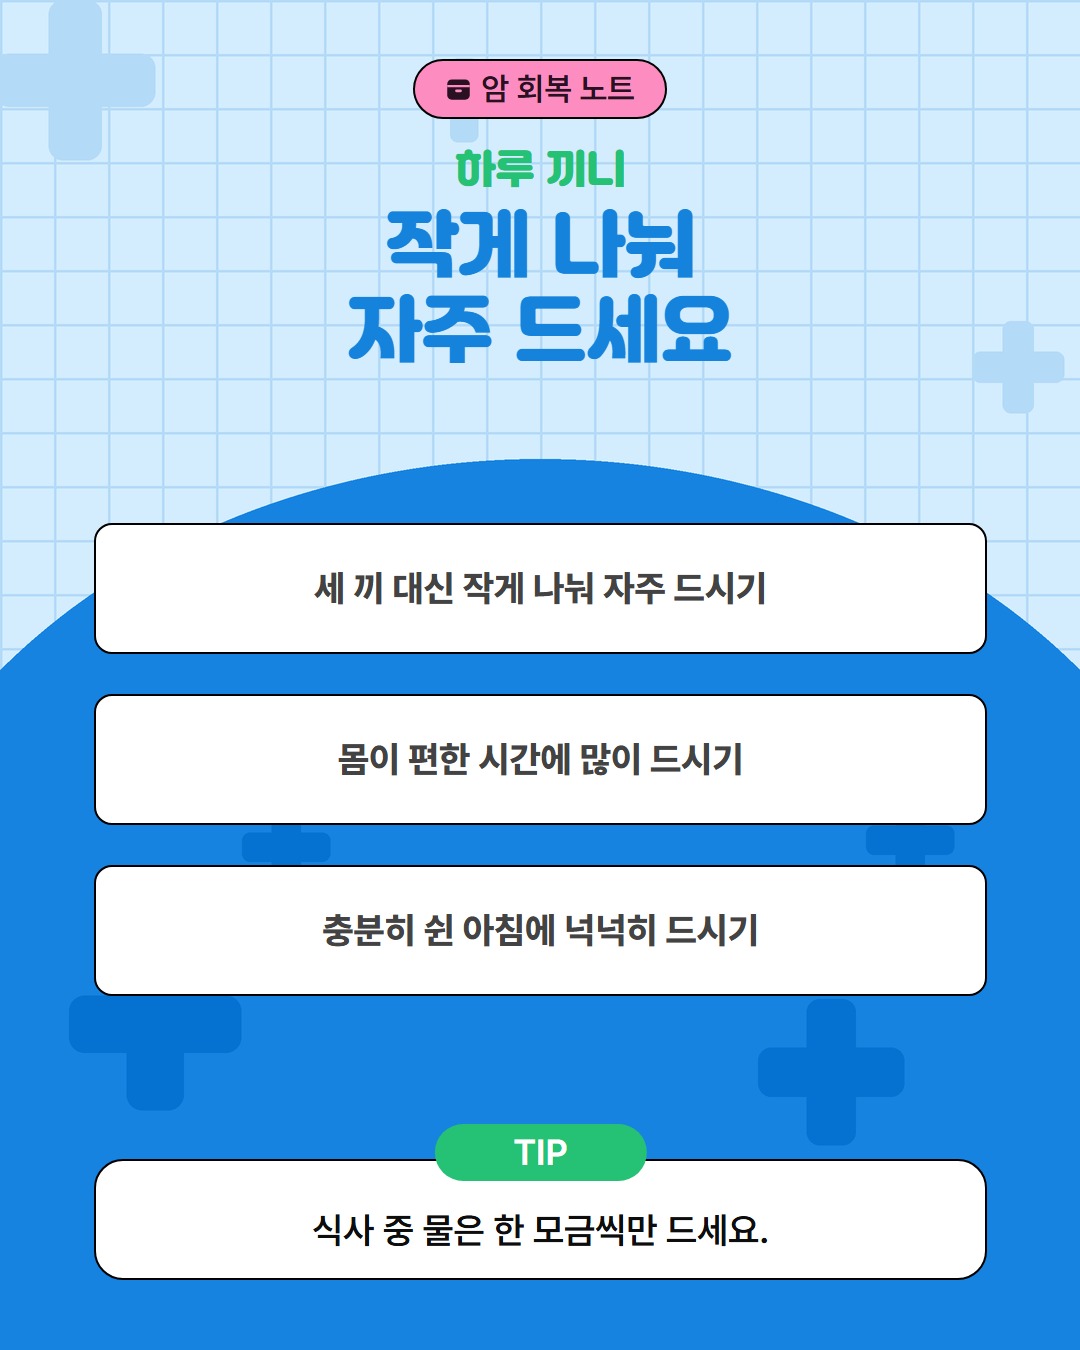 암 회복 노트
하루 끼니
작게 나눠
자주 드세요
세 끼 대신 작게 나눠 자주 드시기
몸이 편한 시간에 많이 드시기
충분히 쉰 아침에 넉넉히 드시기
TIP
식사 중 물은 한 모금씩만 드세요.